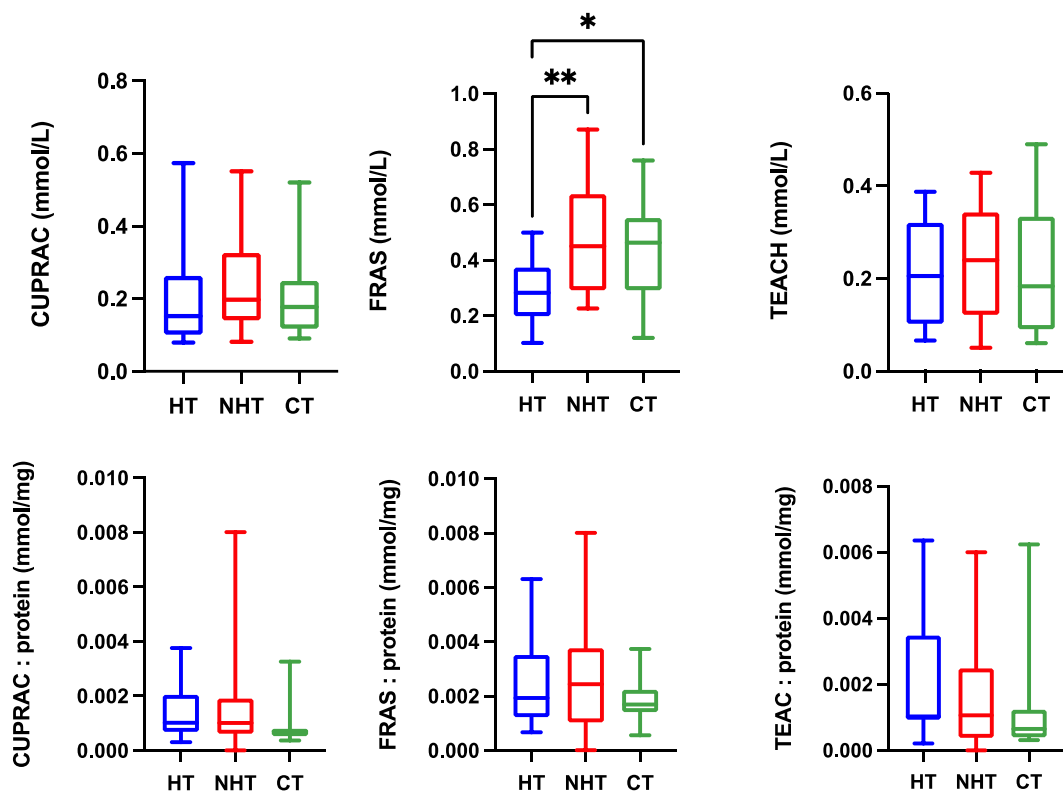 *
**
CUPRAC (mmol/L)
0.8
0.6
0.4
0.2
0.0
HT NHT CT
FRAS (mmol/L)
1.0
0.8
0.6
0.4
0.2
0.0
HT NHT CT
TEACH (mmol/L)
0.6
0.4
0.2
0.0
HT NHT CT
CUPRAC : protein (mmol/mg)
0.010
0.008
0.006
0.004
0.002
0.000
HT NHT CT
FRAS : protein (mmol/mg)
0.010
0.008
0.006
0.004
0.002
0.000
HT NHT CT
TEAC : protein (mmol/mg)
0.008
0.006
0.004
0.002
0.000
HT NHT CT